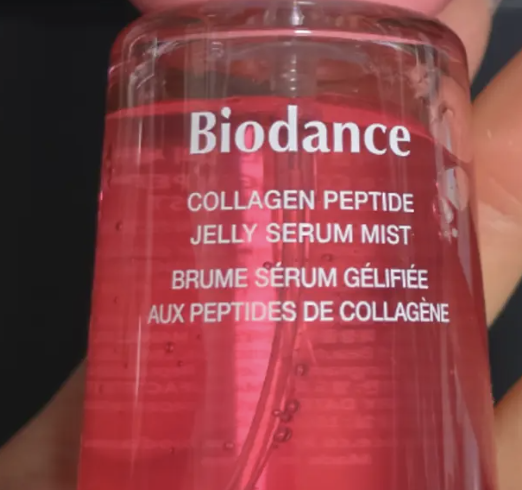 Biodance
COLLAGEN PEPTIDE
JELLY SERUM MIST
BRUME SÉRUM GÉLIFIÉE
AUX PEPTIDES DE COLLAGÈNE